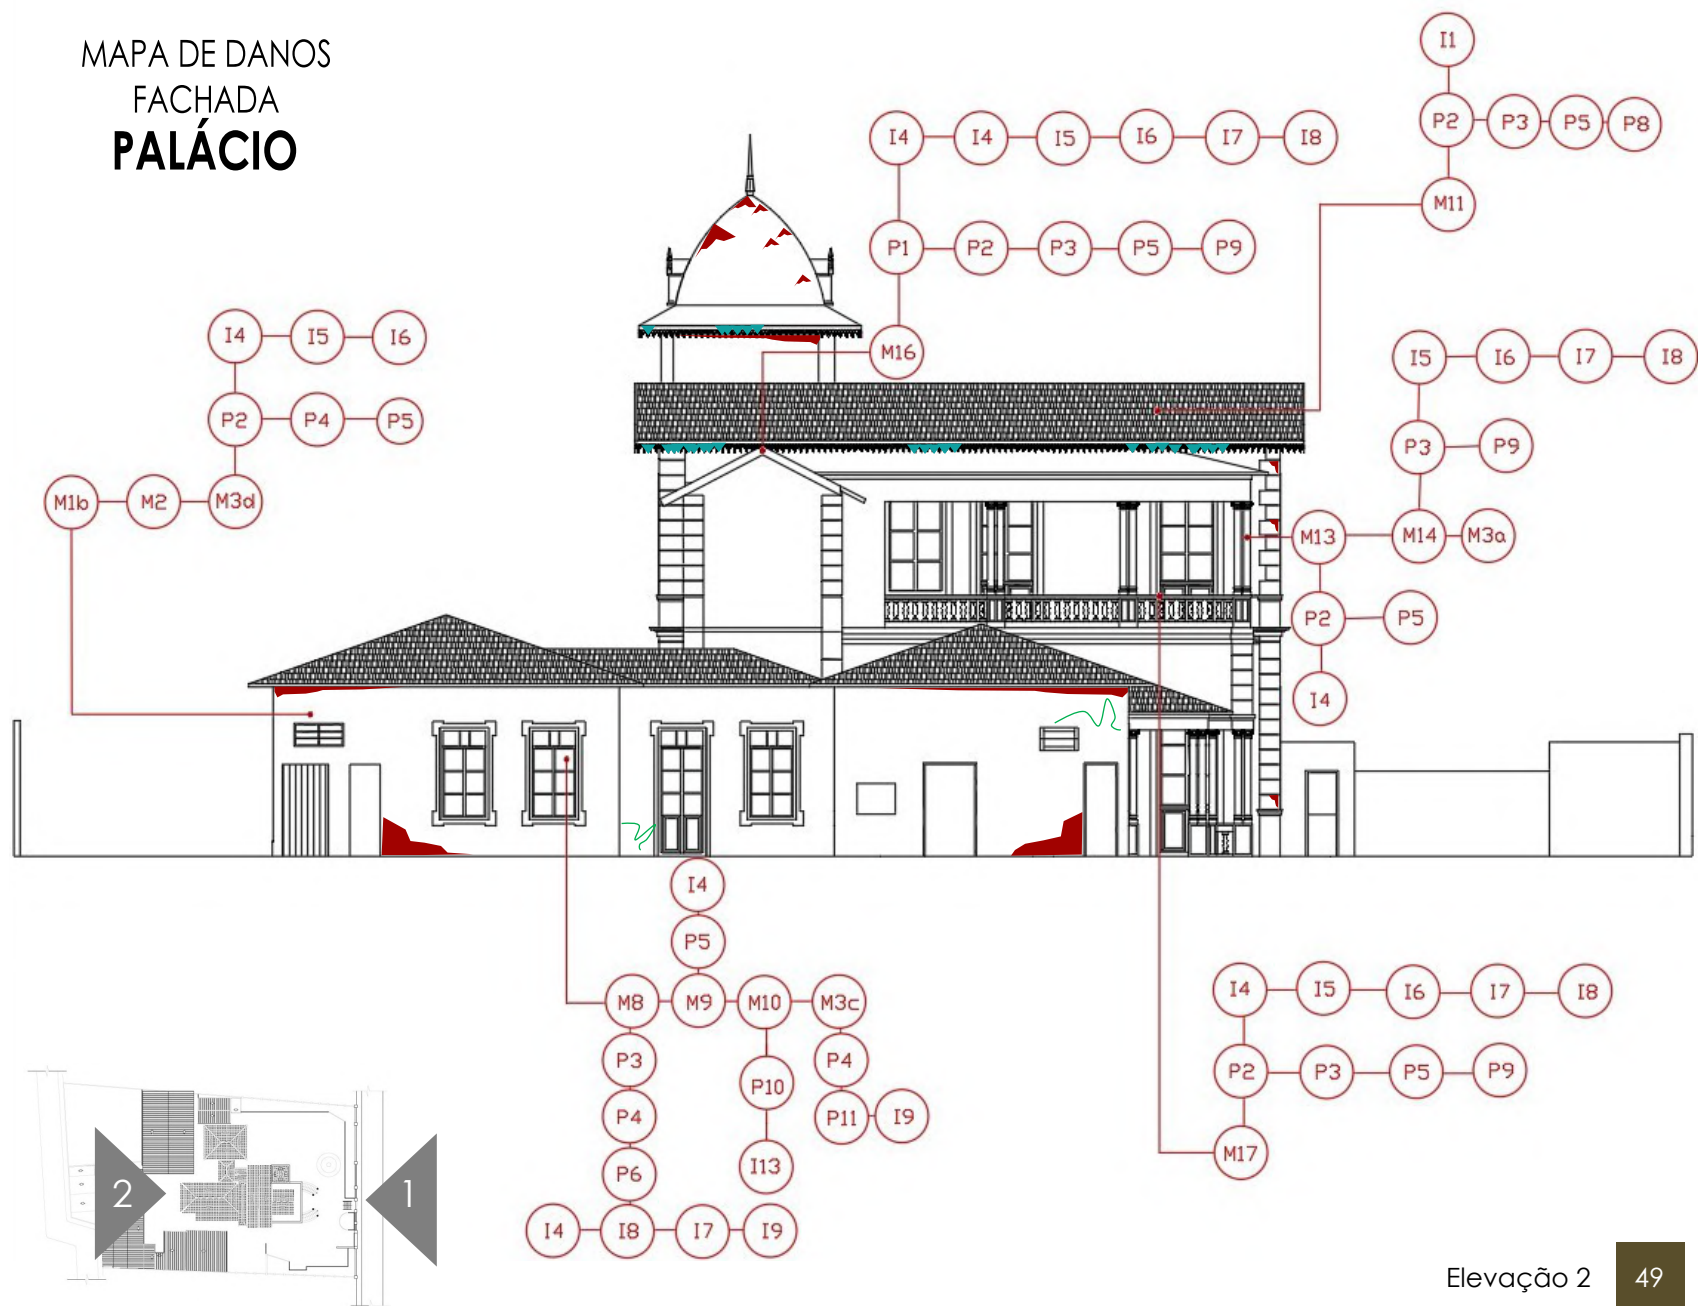 MAPA DE DANOS
FACHADA
PALÁCIO
I1
P2 P3 P5 P8
M11
I4 I4 I5 I6 I7 I8
P1 P2 P3 P5 P9
M16
I4 I5 I6
P2 P4 P5
M1b M2 M3d
I5 I6 I7 I8
P3 P9
M13 M14 M3a
P2 P5
I4
I4
P5
M8 M9 M10 M3c
P3 P4
P10
P4 P11 I9
P6 I13
I4 I8 I7 I9
I4 I5 I6 I7 I8
P2 P3 P5 P9
M17
2 1
Elevação 2 49